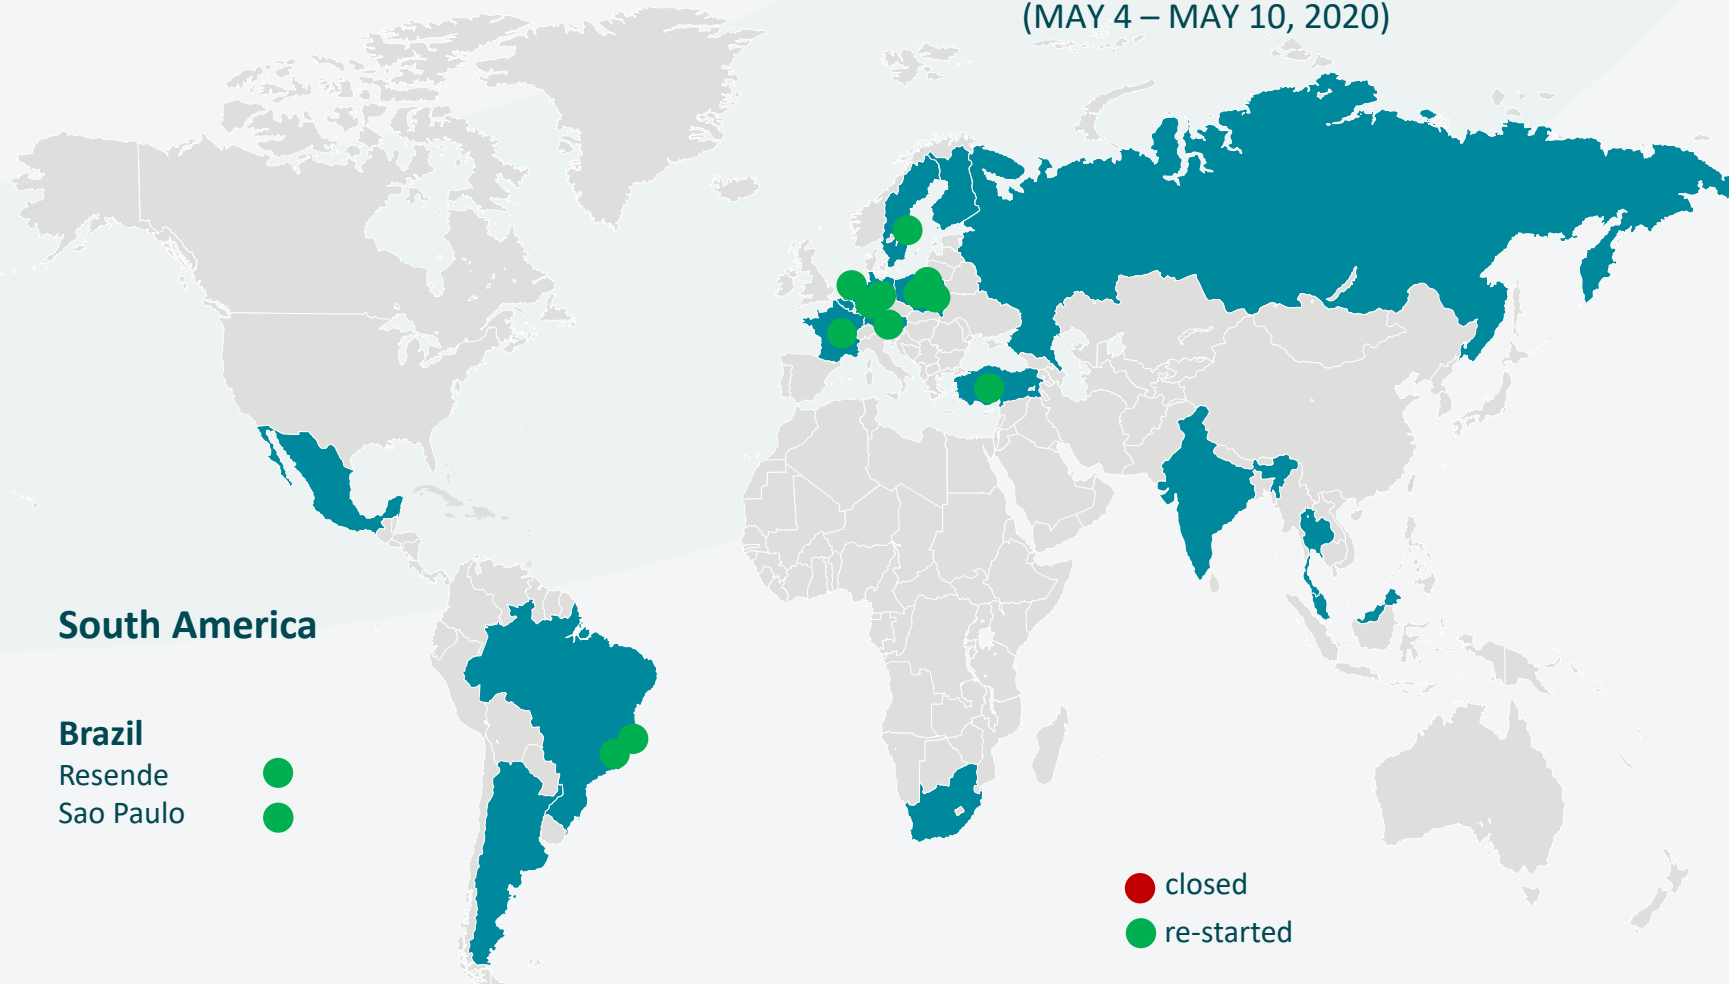 (MAY 4 – MAY 10, 2020)
South America
Brazil
Resende
Sao Paulo
closed
re-started